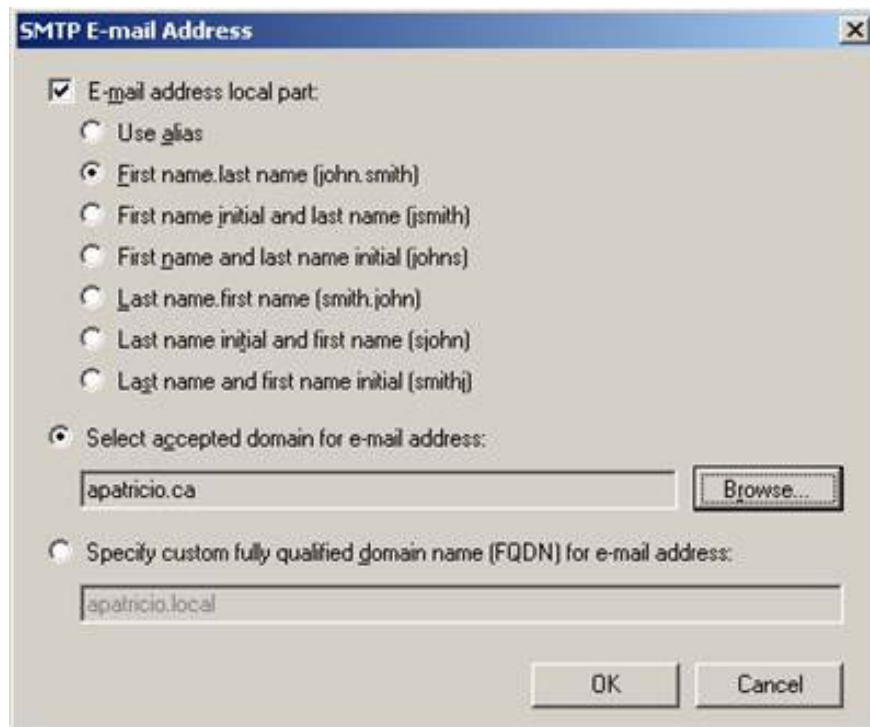 SMTP E-mail Address
E-mail address local part:
Use alias
First name.last name (john.smith)
First name initial and last name (jsmith)
First name and last name initial (johns)
Last name.first name (smith.john)
Last name initial and first name (sjohn)
Last name and first name initial (smithj)
Select accepted domain for e-mail address:
apatricio.ca
Browse...
Specify custom fully qualified domain name (FQDN) for e-mail address:
apatricio.local
OK
Cancel